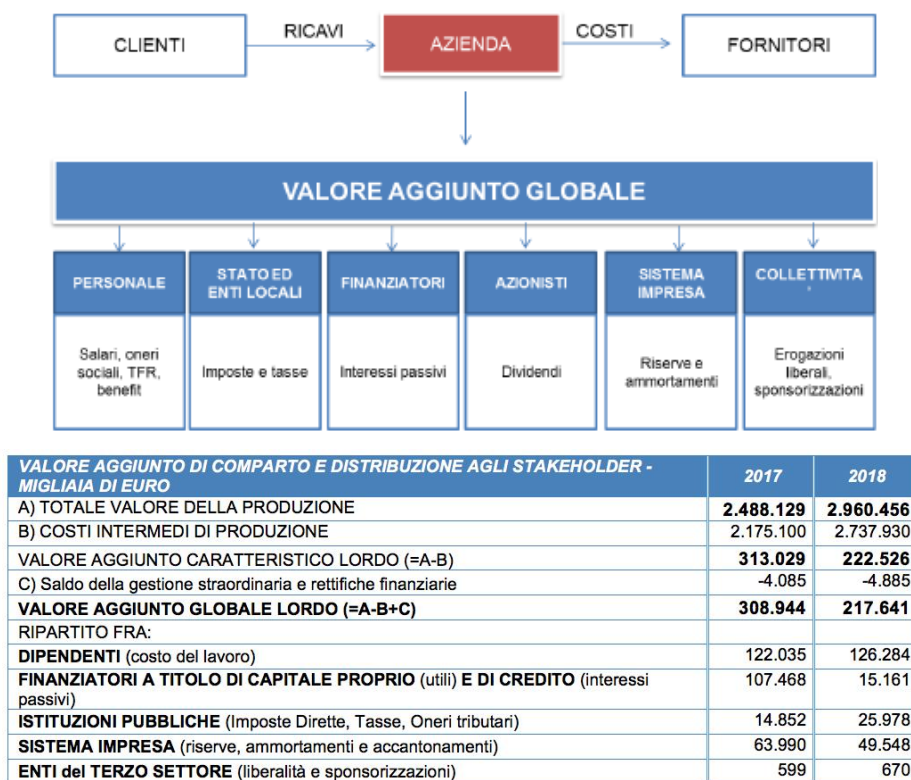 CLIENTI
RICAVI
AZIENDA
COSTI
FORNITORI
VALORE AGGIUNTO GLOBALE
PERSONALE
Salari, oneri
sociali, TFR,
benefit
STATO ED
ENTI LOCALI
Imposte e tasse
FINANZIATORI
Interessi passivi
AZIONISTI
Dividendi
SISTEMA
IMPRESA
Riserve e
ammortamenti
COLLETTIVITA
'
Erogazioni
liberali,
sponsorizzazioni
VALORE AGGIUNTO DI COMPARTO E DISTRIBUZIONE AGLI STAKEHOLDER -
MIGLIAIA DI EURO 2017 2018
A) TOTALE VALORE DELLA PRODUZIONE 2.488.129 2.960.456
B) COSTI INTERMEDI DI PRODUZIONE 2.175.100 2.737.930
VALORE AGGIUNTO CARATTERISTICO LORDO (=A-B) 313.029 222.526
C) Saldo della gestione straordinaria e rettifiche finanziarie -4.085 -4.885
VALORE AGGIUNTO GLOBALE LORDO (=A-B+C) 308.944 217.641
RIPARTITO FRA:
DIPENDENTI (costo del lavoro) 122.035 126.284
FINANZIATORI A TITOLO DI CAPITALE PROPRIO (utili) E DI CREDITO (interessi
passivi) 107.468 15.161
ISTITUZIONI PUBBLICHE (Imposte Dirette, Tasse, Oneri tributari) 14.852 25.978
SISTEMA IMPRESA (riserve, ammortamenti e accantonamenti) 63.990 49.548
ENTI del TERZO SETTORE (liberalità e sponsorizzazioni) 599 670